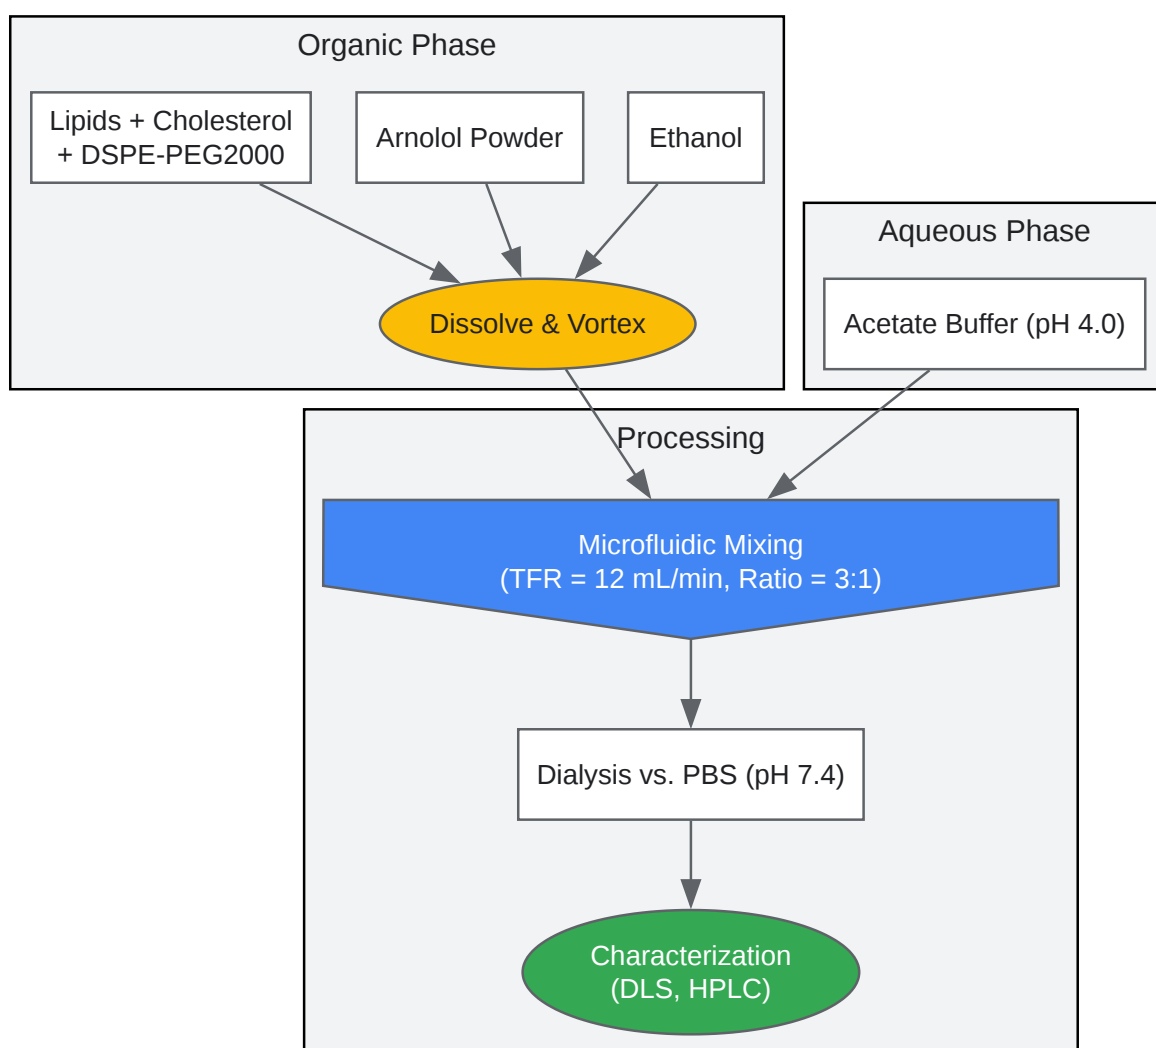 Organic Phase
Lipids + Cholesterol
+ DSPE-PEG2000
Arnolol Powder
Ethanol
Dissolve & Vortex
Aqueous Phase
Acetate Buffer (pH 4.0)
Processing
Microfluidic Mixing
(TFR = 12 mL/min, Ratio = 3:1)
Dialysis vs. PBS (pH 7.4)
Characterization
(DLS, HPLC)